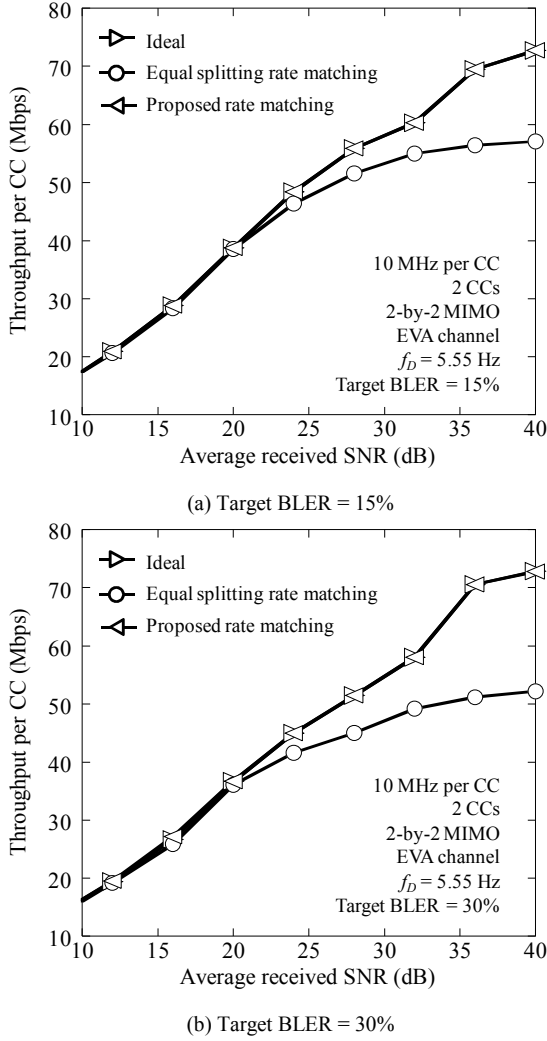 80
70
60
50
40
30
20
10
Throughput per CC (Mbps)
Ideal
Equal splitting rate matching
Proposed rate matching
10 MHz per CC
2 CCs
2-by-2 MIMO
EVA channel
f_D = 5.55 Hz
Target BLER = 15%
10 15 20 25 30 35 40
Average received SNR (dB)
(a) Target BLER = 15%
80
70
60
50
40
30
20
10
Throughput per CC (Mbps)
Ideal
Equal splitting rate matching
Proposed rate matching
10 MHz per CC
2 CCs
2-by-2 MIMO
EVA channel
f_D = 5.55 Hz
Target BLER = 30%
10 15 20 25 30 35 40
Average received SNR (dB)
(b) Target BLER = 30%